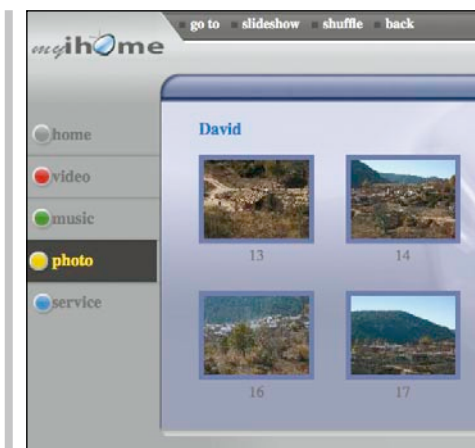 go to slideshow shuffle back
myihome
home
David
video
music
13 14
photo
service
16 17